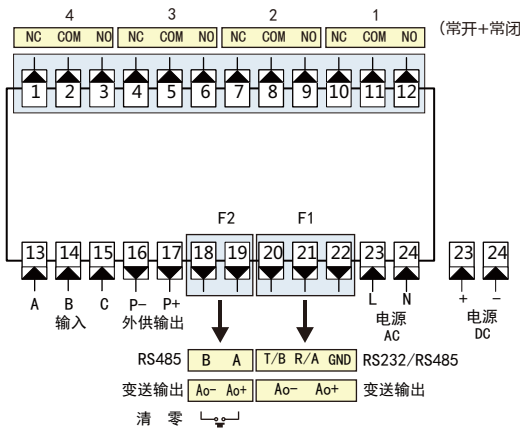 4 3 2 1
NC COM NO NC COM NO NC COM NO NC COM NO (常开+常闭
1 2 3 4 5 6 7 8 9 10 11 12
F2 F1
13 14 15 16 17 18 19 20 21 22 23 24 23 24
A B C P- P+ L N + -
输入 外供输出 电源 电源
AC DC
RS485 B A T/B R/A GND RS232/RS485
变送输出 Ao- Ao+ Ao- Ao+ 变送输出
清 零